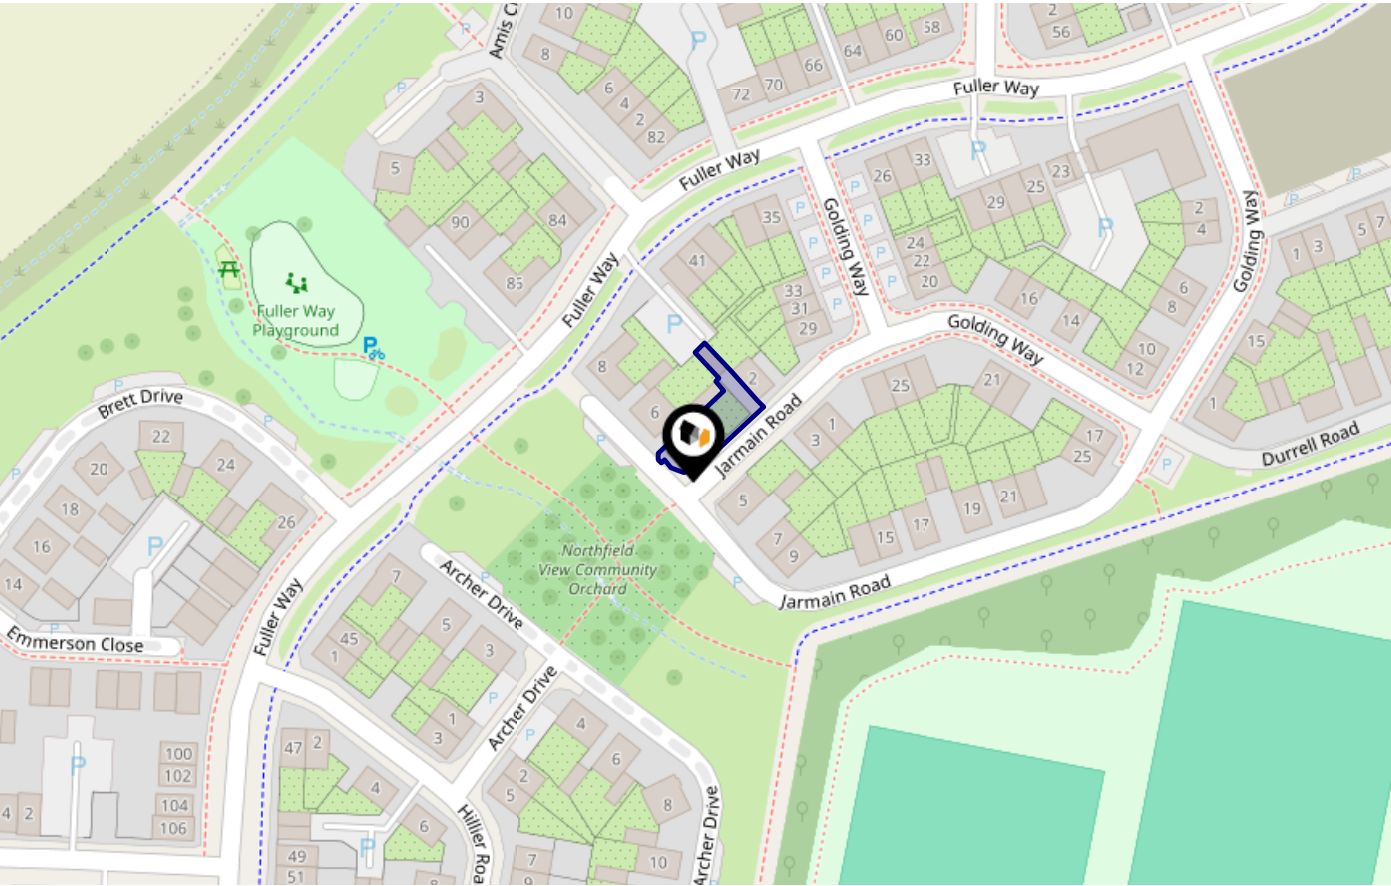 Amis C
10
8
6
4
2
82
72
70
66
64
60
58
2
56
P
Fuller Way
P
3
5
90
84
86
Fuller Way
35
41
33
31
29
P
P
P
P
Golding Way
P
P
P
26
33
P
29
25
23
24
22
20
P
2
4
6
8
16
14
10
12
Golding Way
Golding Way
P
P
1
3
5
7
15
1
Durrell Road
Fuller Way
Playground
P
Fuller Way
P
8
6
2
Jarmain Road
3
1
25
21
17
25
P
5
7
9
15
17
19
21
Jarmain Road
P
P
Brett Drive
P
P
22
24
20
18
16
14
26
P
P
Emmerson Close
Fuller Way
Northfield
View Community
Orchard
P
Archer Drive
7
5
3
45
1
1
3
P
Archer Drive
P
4
6
2
5
8
7
10
9
Archer Drive
47
2
4
6
P
49
51
8
Hillier Roa
100
102
104
106
P
4
2